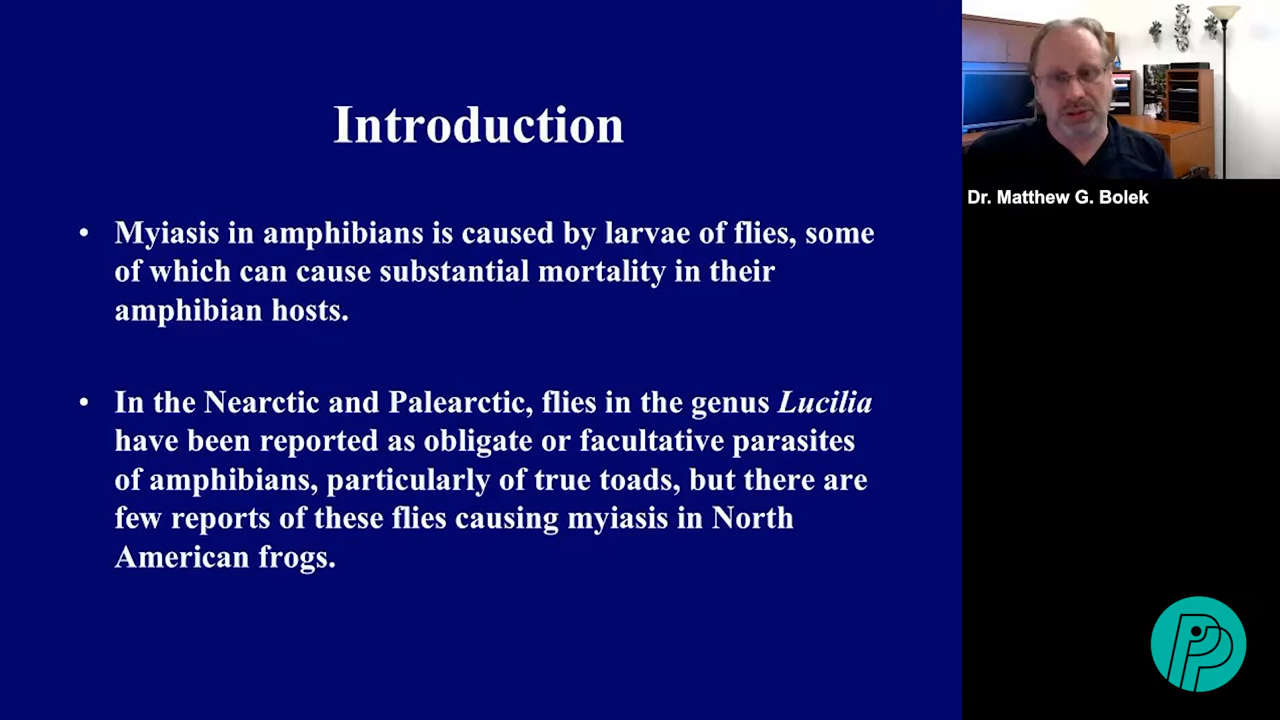 Introduction
• Myiasis in amphibians is caused by larvae of flies, some
of which can cause substantial mortality in their
amphibian hosts.
• In the Nearctic and Palearctic, flies in the genus Lucilia
have been reported as obligate or facultative parasites
of amphibians, particularly of true toads, but there are
few reports of these flies causing myiasis in North
American frogs.
Dr. Matthew G. Bolek